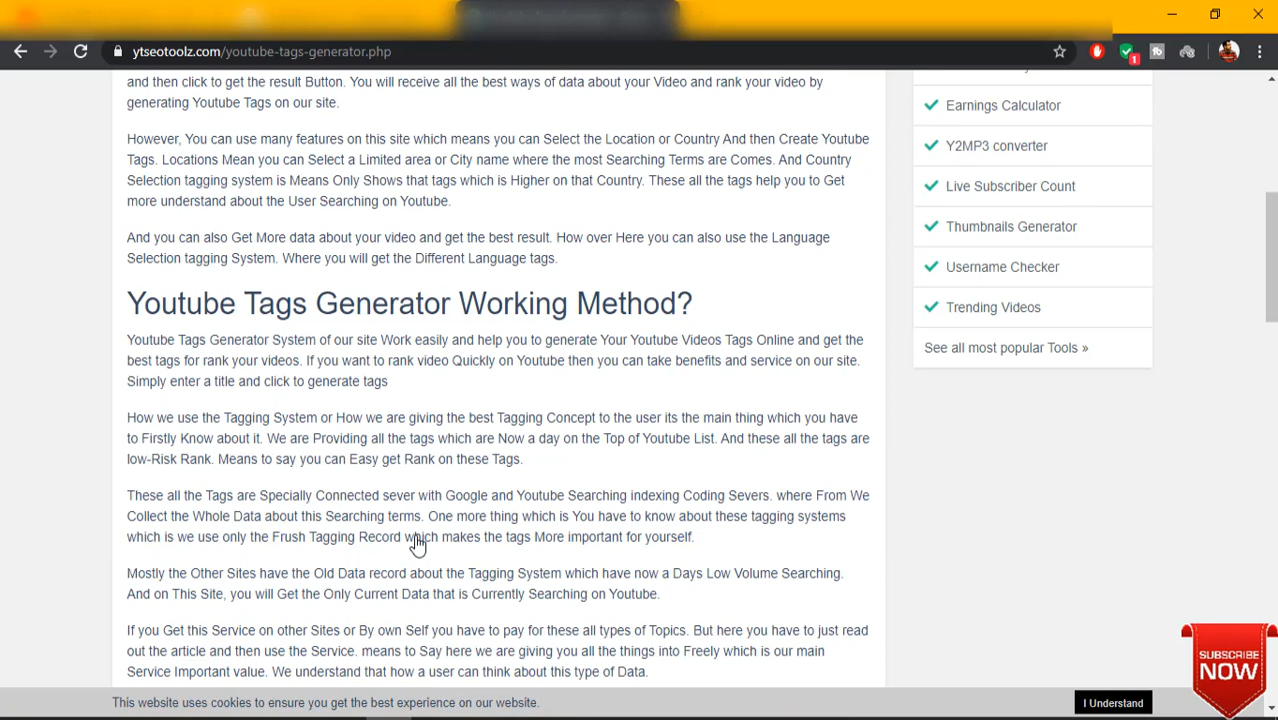 ytseotoolz.com/youtube-tags-generator.php
1
and then click to get the result Button. You will receive all the best ways of data about your Video and rank your video by
generating Youtube Tags on our site.
However, You can use many features on this site which means you can Select the Location or Country And then Create Youtube
Tags. Locations Mean you can Select a Limited area or City name where the most Searching Terms are Comes. And Country
Selection tagging system is Means Only Shows that tags which is Higher on that Country. These all the tags help you to Get
more understand about the User Searching on Youtube.
And you can also Get More data about your video and get the best result. How over Here you can also use the Language
Selection tagging System. Where you will get the Different Language tags.
Youtube Tags Generator Working Method?
Youtube Tags Generator System of our site Work easily and help you to generate Your Youtube Videos Tags Online and get the
best tags for rank your videos. If you want to rank video Quickly on Youtube then you can take benefits and service on our site.
Simply enter a title and click to generate tags
How we use the Tagging System or How we are giving the best Tagging Concept to the user its the main thing which you have
to Firstly Know about it. We are Providing all the tags which are Now a day on the Top of Youtube List. And these all the tags are
low-Risk Rank. Means to say you can Easy get Rank on these Tags.
These all the Tags are Specially Connected sever with Google and Youtube Searching indexing Coding Severs. where From We
Collect the Whole Data about this Searching terms. One more thing which is You have to know about these tagging systems
which is we use only the Frush Tagging Record which makes the tags More important for yourself.
Mostly the Other Sites have the Old Data record about the Tagging System which have now a Days Low Volume Searching.
And on This Site, you will Get the Only Current Data that is Currently Searching on Youtube.
If you Get this Service on other Sites or By own Self you have to pay for these all types of Topics. But here you have to just read
out the article and then use the Service. means to Say here we are giving you all the things into Freely which is our main
Service Important value. We understand that how a user can think about this type of Data.
Earnings Calculator
Y2MP3 converter
Live Subscriber Count
Thumbnails Generator
Username Checker
Trending Videos
See all most popular Tools »
SUBSCRIBE
NOW
This website uses cookies to ensure you get the best experience on our website.
I Understand